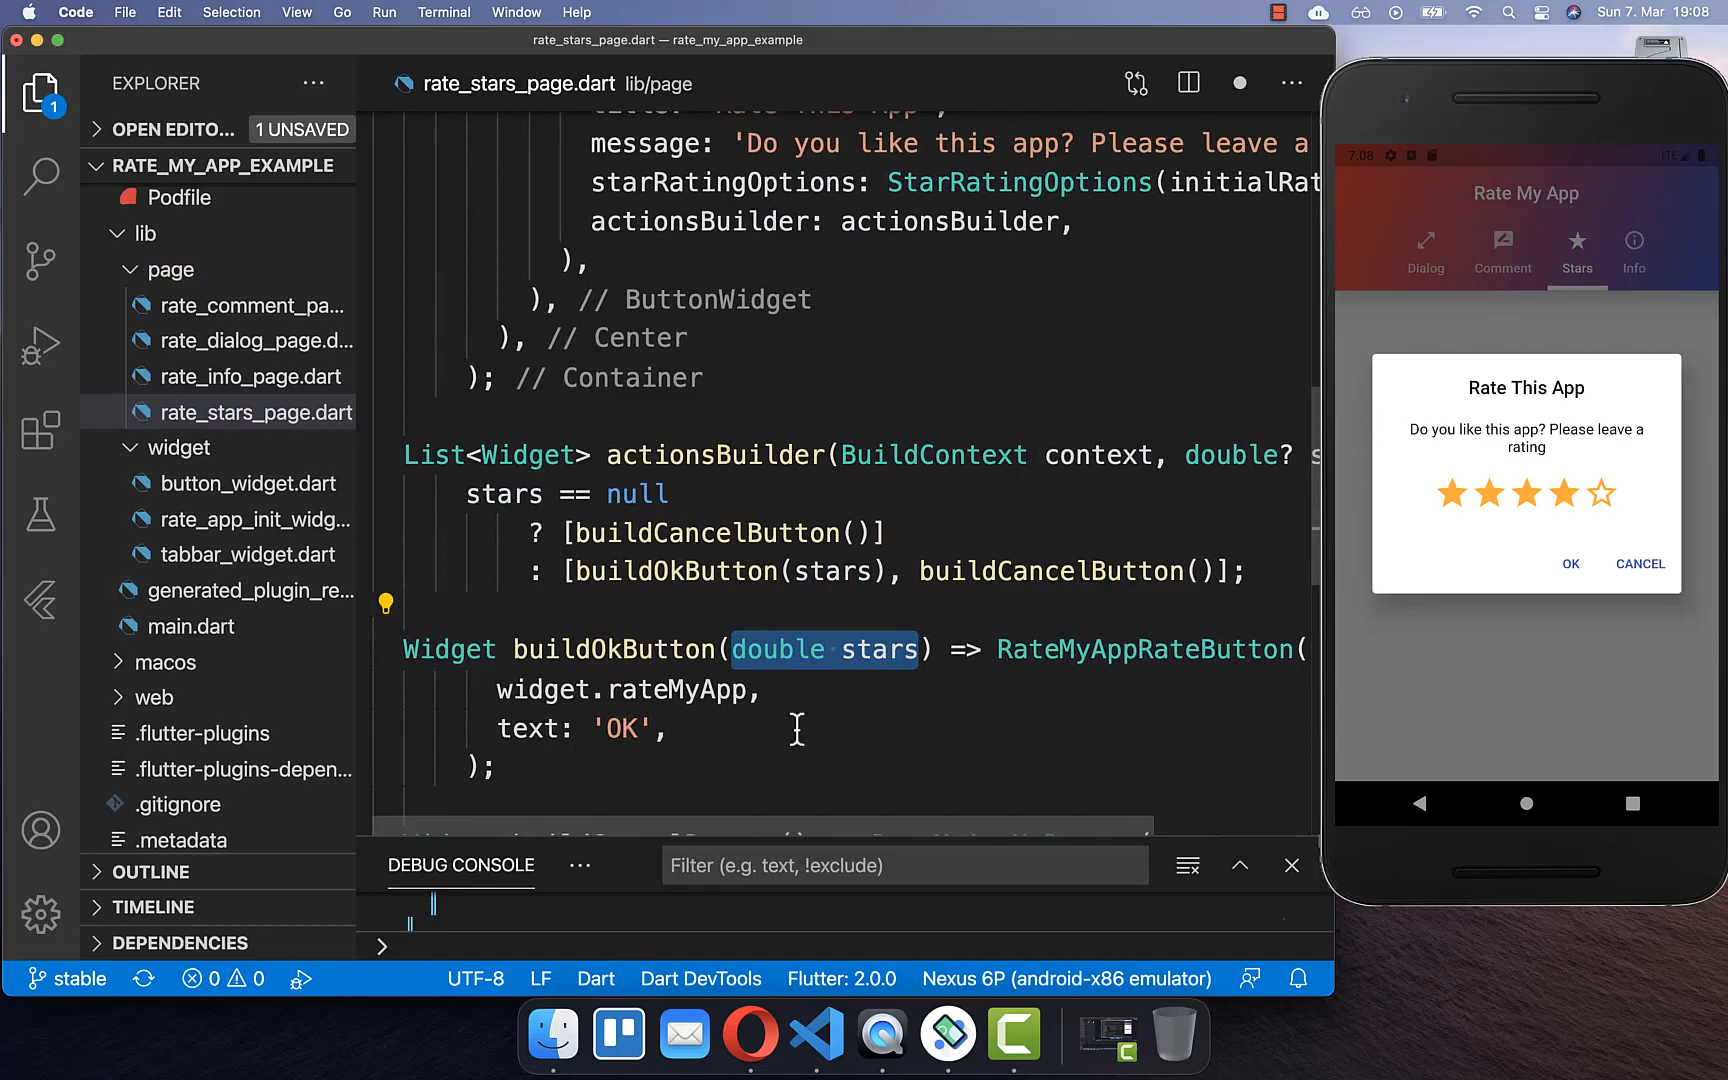 Code File Edit Selection View Go Run Terminal Window Help
Sun 7. Mar 19:08
rate_stars_page.dart — rate_my_app_example
EXPLORER
1
OPEN EDITO... 1 UNSAVED
RATE_MY_APP_EXAMPLE
Podfile
lib
page
rate_comment_pa...
rate_dialog_page.d...
rate_info_page.dart
rate_stars_page.dart
widget
button_widget.dart
rate_app_init_widg...
tabbar_widget.dart
generated_plugin_re...
main.dart
macos
web
.flutter-plugins
.flutter-plugins-depen...
.gitignore
.metadata
OUTLINE
TIMELINE
DEPENDENCIES
rate_stars_page.dart lib/page
message: 'Do you like this app? Please leave a
starRatingOptions: StarRatingOptions(initialRat
actionsBuilder: actionsBuilder,
),
), // ButtonWidget
), // Center
); // Container
List<Widget> actionsBuilder(BuildContext context, double? s
stars == null
? [buildCancelButton()]
: [buildOkButton(stars), buildCancelButton()];
Widget buildOkButton(double stars) => RateMyAppRateButton(
widget.rateMyApp,
text: 'OK',
);
DEBUG CONSOLE
Filter (e.g. text, !exclude)
stable
0 0
UTF-8 LF Dart Dart DevTools Flutter: 2.0.0 Nexus 6P (android-x86 emulator)
7:08
LTE
Rate My App
Dialog Comment Stars Info
Rate This App
Do you like this app? Please leave a
rating
OK CANCEL